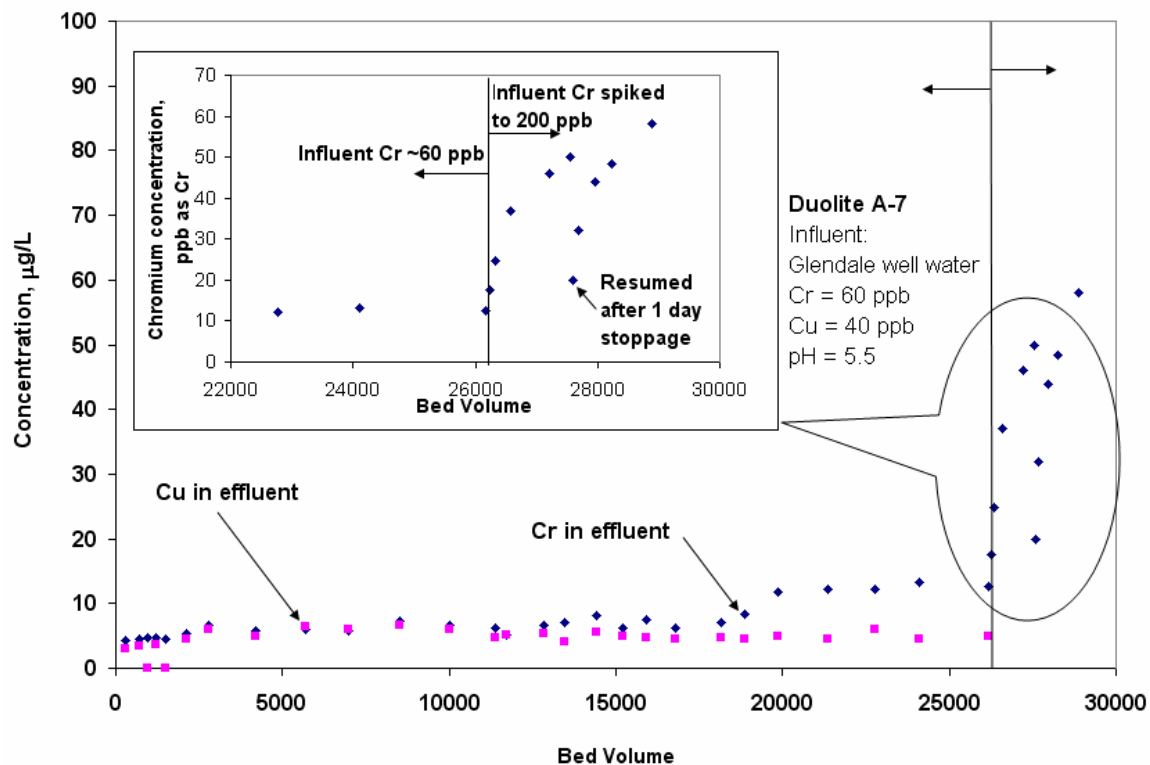 100
90
80
70
60
50
40
30
20
10
0
Concentration, µg/L
0
5000
10000
15000
20000
25000
30000
Bed Volume
Cu in effluent
Cr in effluent
Duolite A-7
Influent:
Glendale well water
Cr = 60 ppb
Cu = 40 ppb
pH = 5.5
70
60
50
40
30
20
10
0
Chromium concentration,
ppb as Cr
22000
24000
26000
28000
30000
Bed Volume
Influent Cr ~60 ppb
Influent Cr spiked
to 200 ppb
Resumed
after 1 day
stoppage